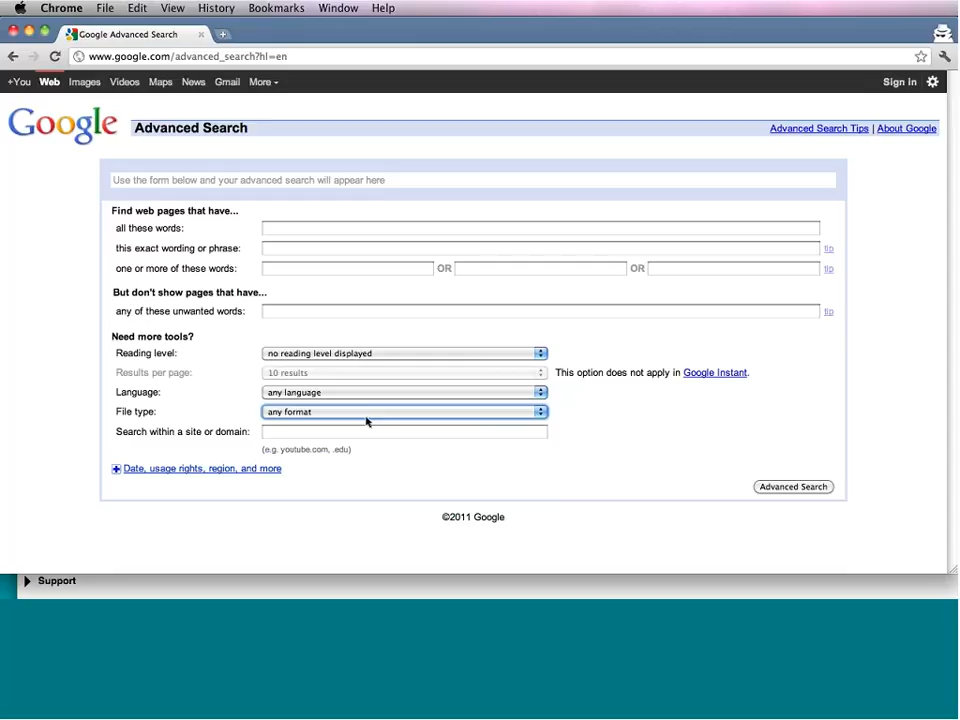 Chrome File Edit View History Bookmarks Window Help
Google Advanced Search
www.google.com/advanced_search?hl=en
+You Web Images Videos Maps News Gmail More Sign in
Google Advanced Search Advanced Search Tips | About Google
Use the form below and your advanced search will appear here
Find web pages that have...
all these words:
this exact wording or phrase: tip
one or more of these words: OR OR tip
But don't show pages that have...
any of these unwanted words: tip
Need more tools?
Reading level: no reading level displayed
Results per page: 10 results This option does not apply in Google Instant.
Language: any language
File type: any format
Search within a site or domain:
(e.g. youtube.com, .edu)
Date, usage rights, region, and more
Advanced Search
©2011 Google
Support